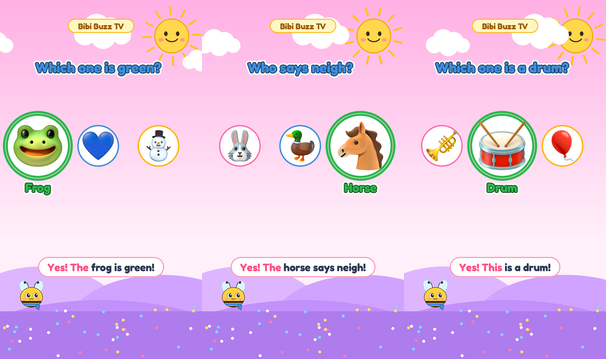 Bibi Buzz TV
Which one is green?
Frog
Yes! The frog is green!
Bibi Buzz TV
Who says neigh?
Horse
Yes! The horse says neigh!
Bibi Buzz TV
Which one is a drum?
Drum
Yes! This is a drum!